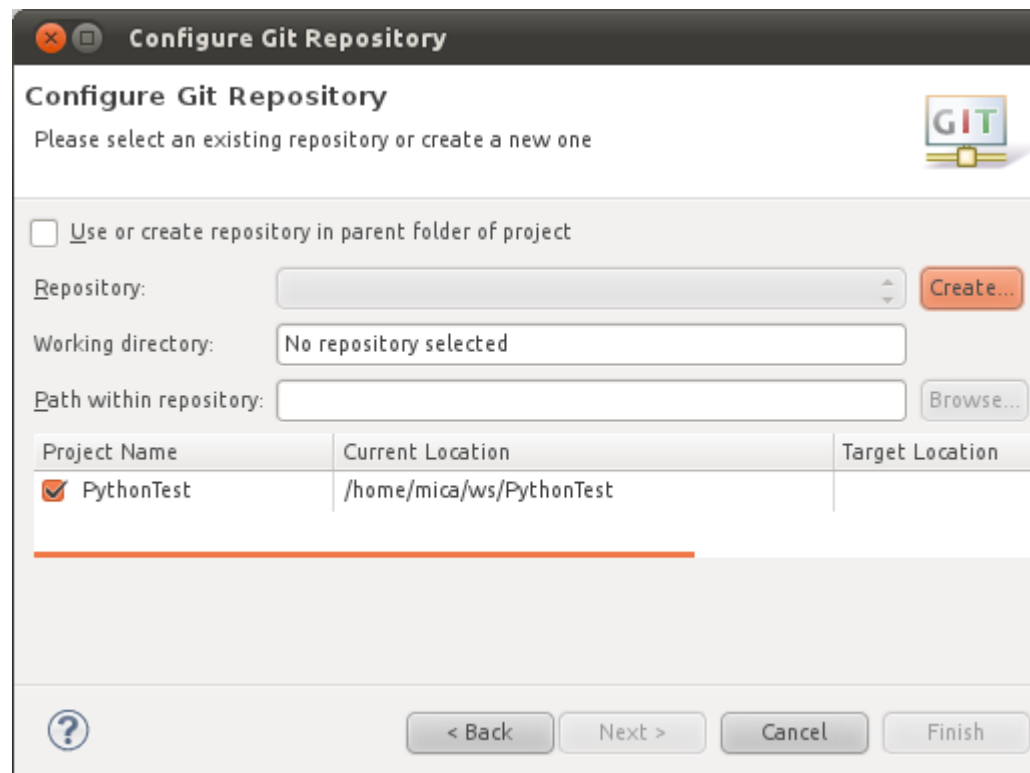 Configure Git Repository
Configure Git Repository
Please select an existing repository or create a new one
GIT
Use or create repository in parent folder of project
Repository: Create...
Working directory: No repository selected
Path within repository: Browse...
Project Name Current Location Target Location
PythonTest /home/mica/ws/PythonTest
? < Back Next > Cancel Finish